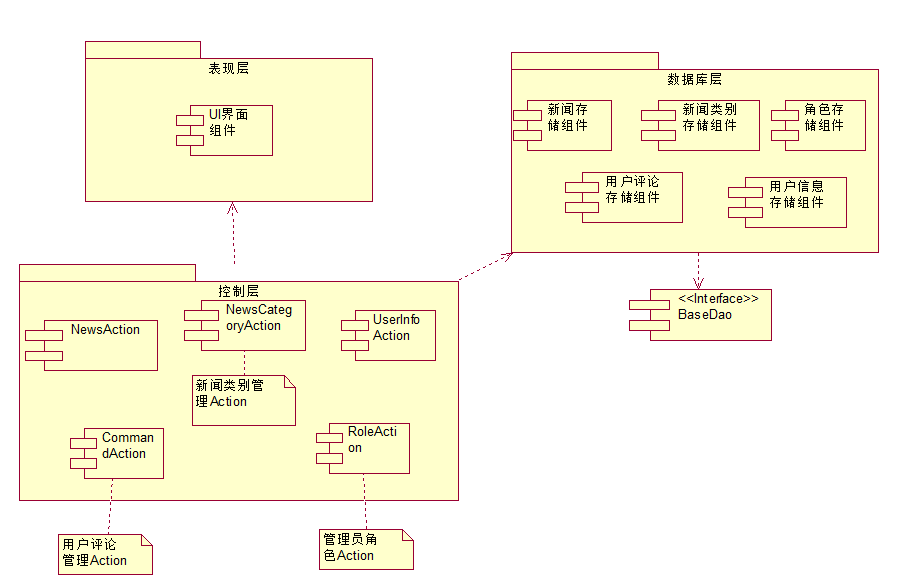 表现层
UI界面
组件
数据库层
新闻存
储组件
新闻类别
存储组件
角色存
储组件
用户评论
存储组件
用户信息
存储组件
<<Interface>>
BaseDao
控制层
NewsAction
NewsCateg
oryAction
UserInfo
Action
新闻类别管
理Action
Comman
dAction
RoleActi
on
用户评论
管理Action
管理员角
色Action